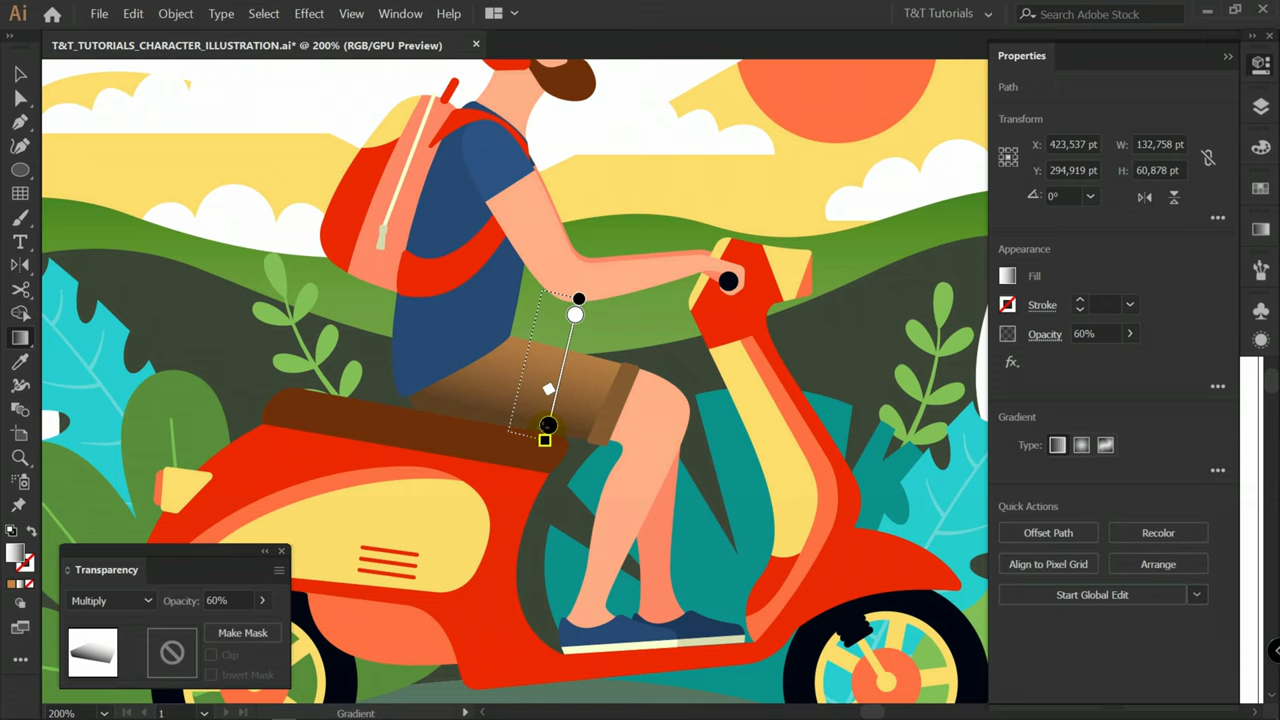 Ai File Edit Object Type Select Effect View Window Help T&T Tutorials Search Adobe Stock
T&T_TUTORIALS_CHARACTER_ILLUSTRATION.ai* @ 200% (RGB/GPU Preview)
Properties
Path
Transform
X: 423,537 pt W: 132,758 pt
Y: 294,919 pt H: 60,878 pt
0°
Appearance
Fill
Stroke
Opacity 60%
fx.
Gradient
Type:
Quick Actions
Offset Path Recolor
Align to Pixel Grid Arrange
Start Global Edit
Transparency
Multiply Opacity: 60%
Make Mask
Clip
Invert Mask
200% 1 Gradient